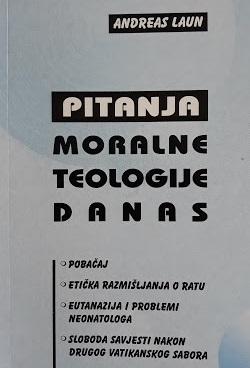 ANDREAS LAUN
PITANJA
MORALNE
TEOLOGIJE
DANAS
POBAČAJ
ETIČKA RAZMIŠLJANJA O RATU
EUTANAZIJA I PROBLEMI
NEONATOLOGA
SLOBODA SAVJESTI NAKON
DRUGOG VATIKANSKOG SABORA